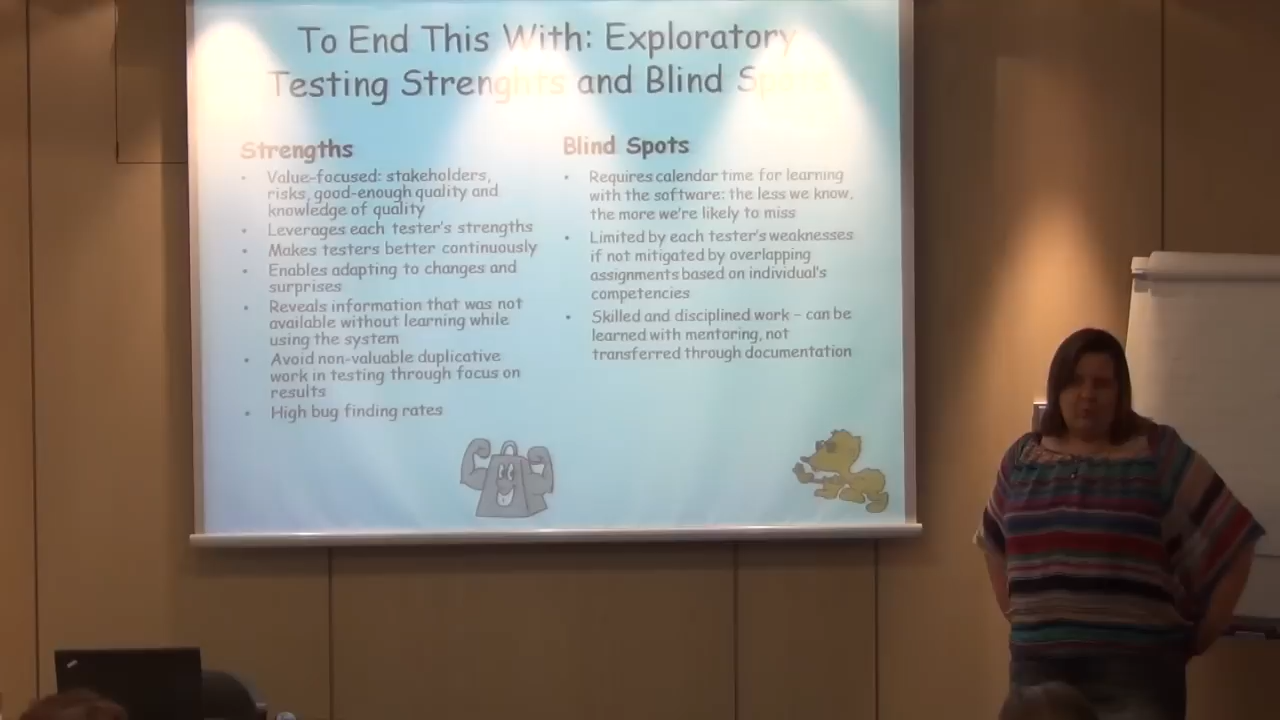 To End This With: Exploratory
Testing Strenghts and Blind Spots
Strengths
• Value-focused: stakeholders,
risks, good-enough quality and
knowledge of quality
• Leverages each tester's strengths
• Makes testers better continuously
• Enables adapting to changes and
surprises
• Reveals information that was not
available without learning while
using the system
• Avoid non-valuable duplicative
work in testing through focus on
results
• High bug finding rates
Blind Spots
• Requires calendar time for learning
with the software: the less we know,
the more we're likely to miss
• Limited by each tester's weaknesses
if not mitigated by overlapping
assignments based on individual's
competencies
• Skilled and disciplined work – can be
learned with mentoring, not
transferred through documentation